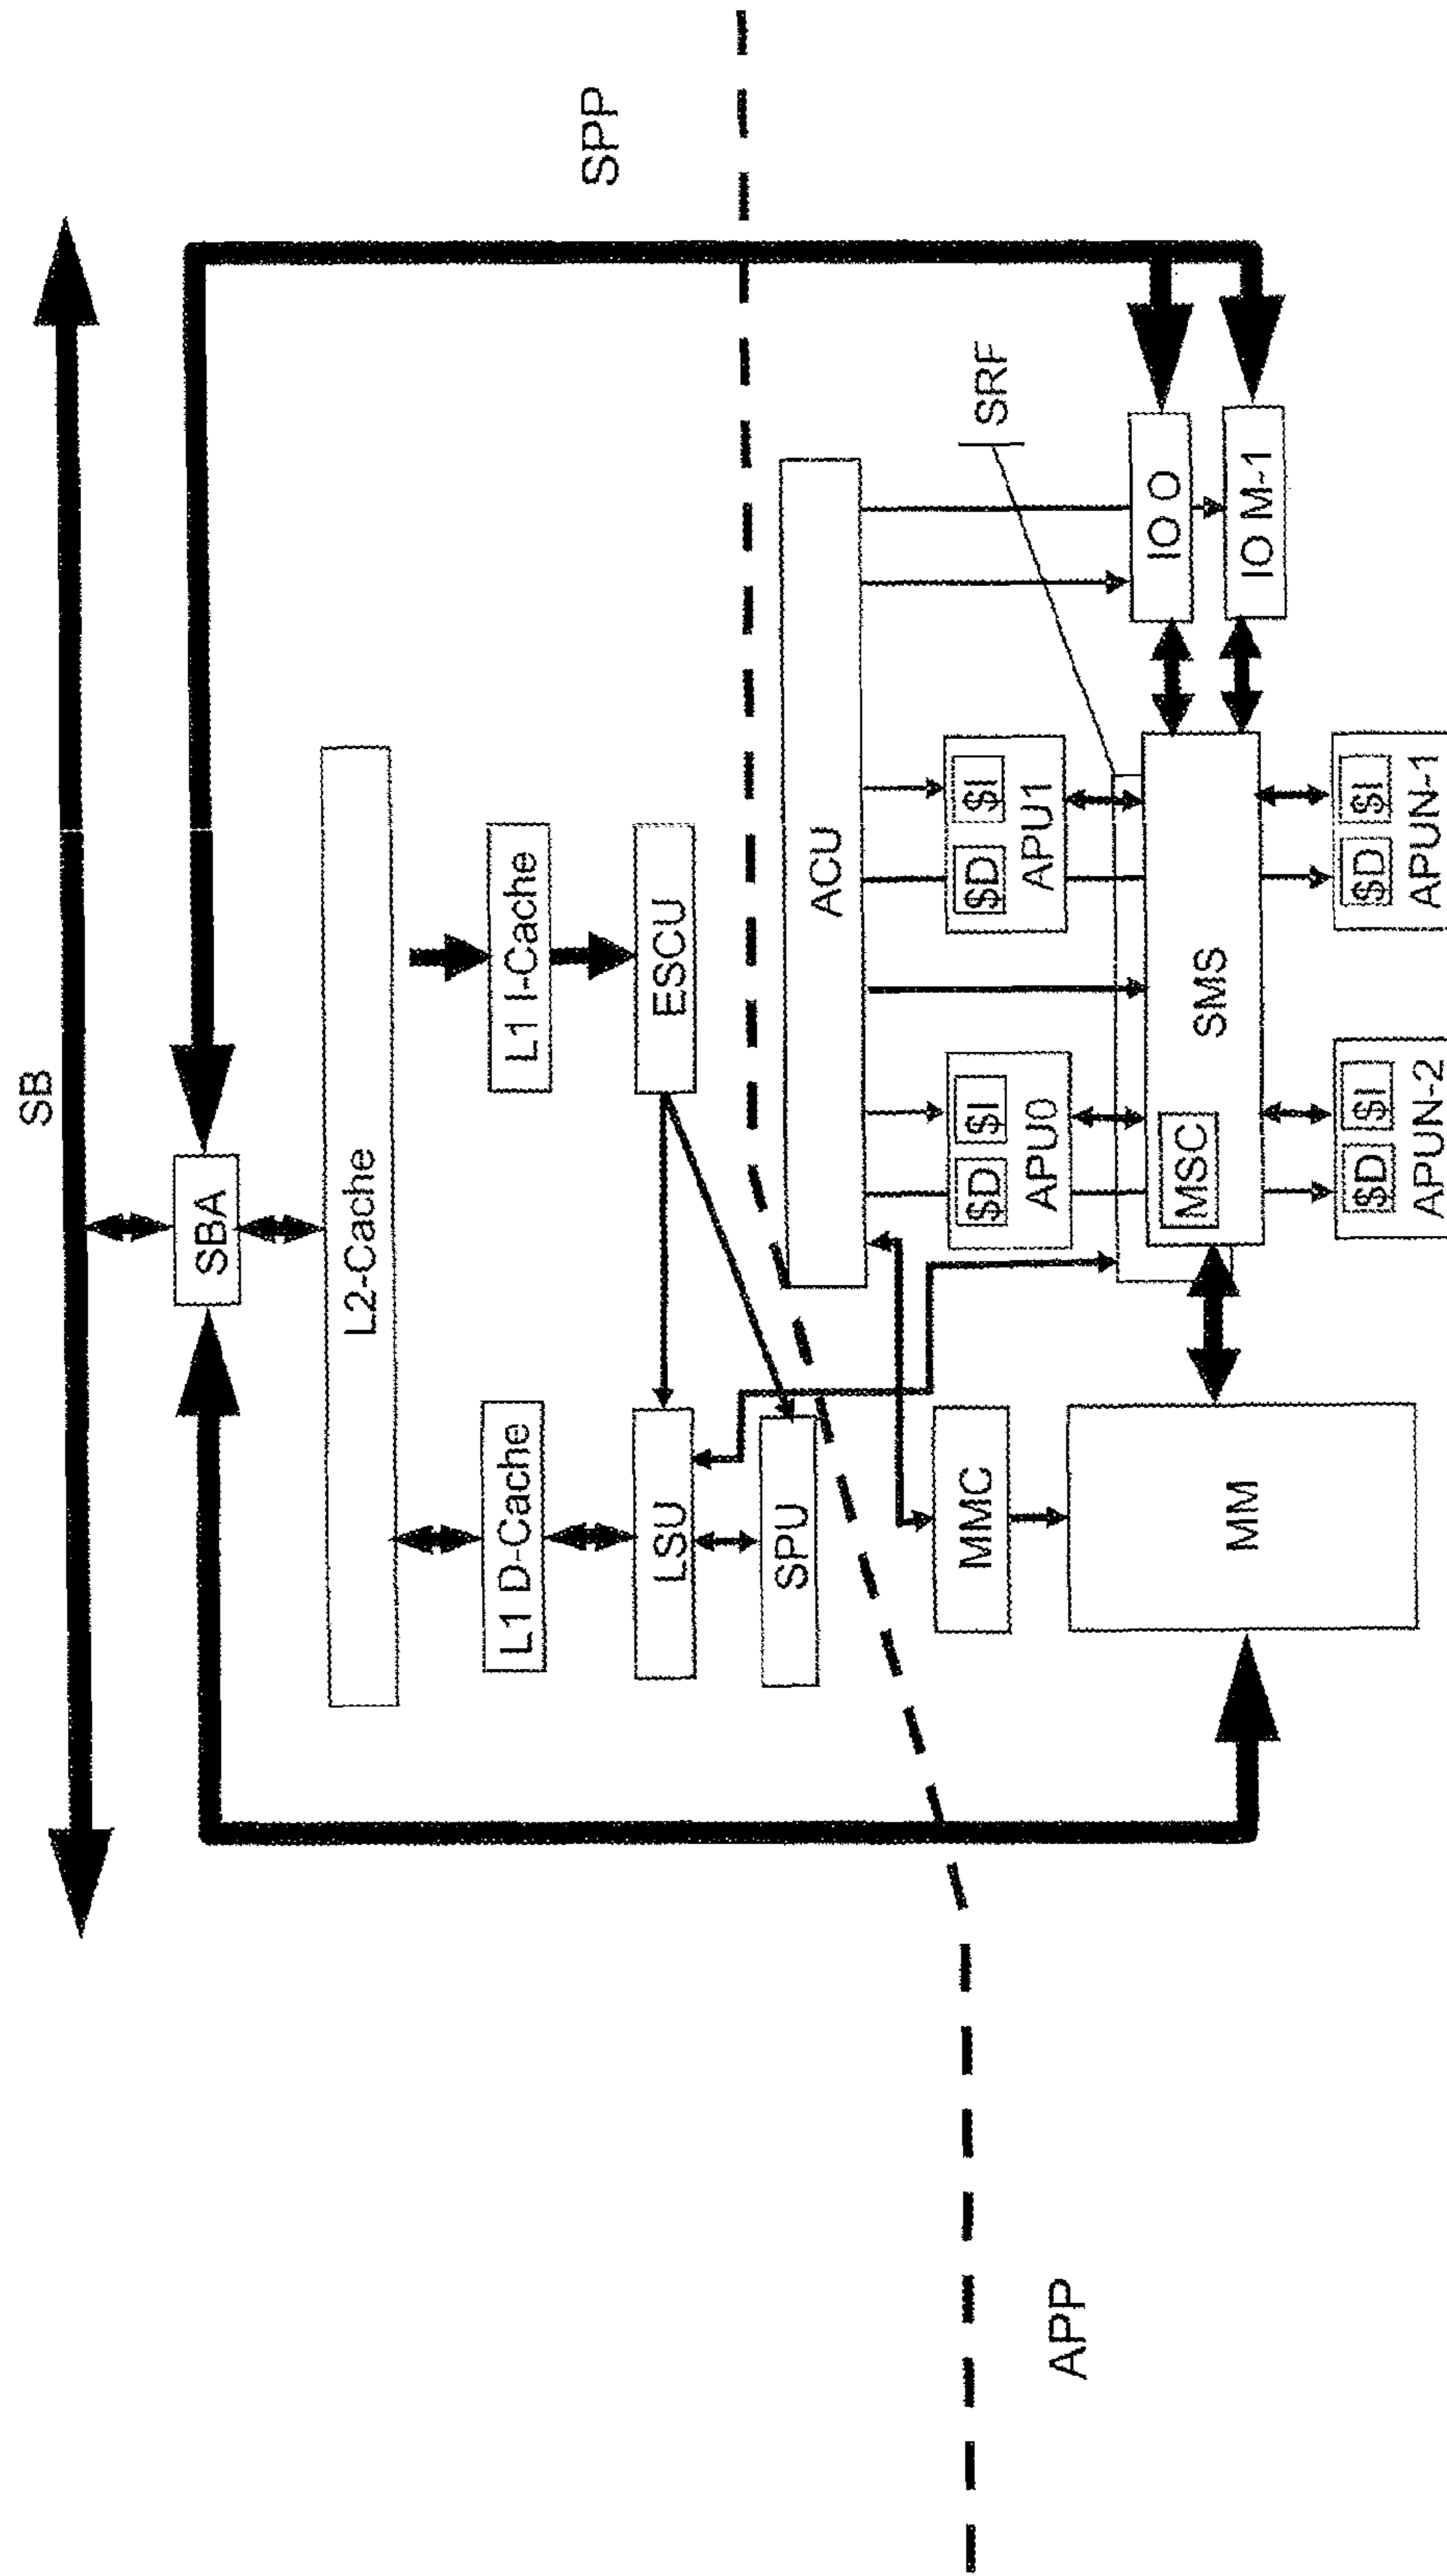 SB
SBA
SPP
L2-Cache
L1 D-Cache
L1 I-Cache
LSU
ESCU
SPU
ACU
APP
MMC
MM
$D
$I
APU0
$D
$I
APU1
SRF
MSC
SMS
IO O
IO M-1
$D
$I
APUN-2
$D
$I
APUN-1